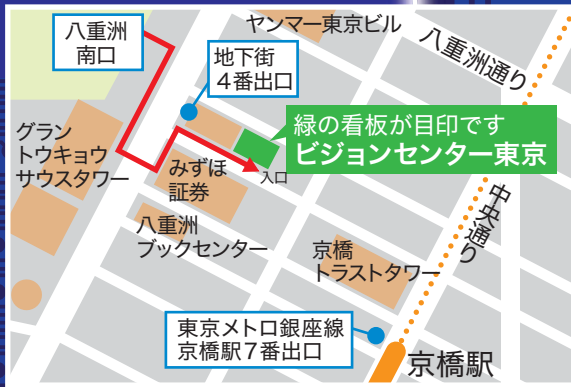 八重洲
南口
ヤンマー東京ビル
八重洲通り
地下街
4番出口
緑の看板が目印です
ビジョンセンター東京
グラン
トウキョウ
サウスタワー
みずほ
証券
入口
中央通り
八重洲
ブックセンター
京橋
トラストタワー
東京メトロ銀座線
京橋駅7番出口
京橋駅